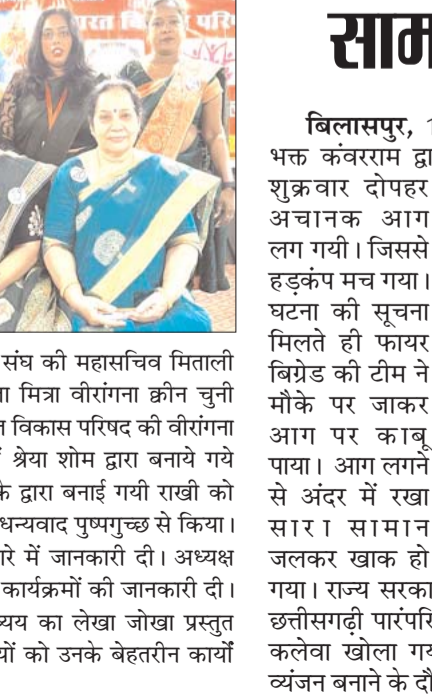 भारत विकास परि
संघ की महासचिव मिताली
मित्रा वीरांगना क्रीन चुनी
विकास परिषद की वीरांगना
श्रेया शोम द्वारा बनाये गये
के द्वारा बनाई गयी राखी को
धन्यवाद पुष्पगुच्छ से किया।
रे में जानकारी दी। अध्यक्ष
कार्यक्रमों की जानकारी दी।
का लेखा जोखा प्रस्तुत
यों को उनके बेहतरीन कार्यों
साम
बिलासपुर, 1
भक्त कंवरराम द्वा
शुक्रवार दोपहर
अचानक आग
लग गयी। जिससे
हड़कंप मच गया।
घटना की सूचना
मिलते ही फायर
बिग्रेड की टीम ने
मौके पर जाकर
आग पर काबू
पाया। आग लगने
से अंदर में रखा
सारा सामान
जलकर खाक हो
गया। राज्य सरका
छत्तीसगढ़ी पारंपरि
कलेवा खोला गय
व्यंजन बनाने के दौ